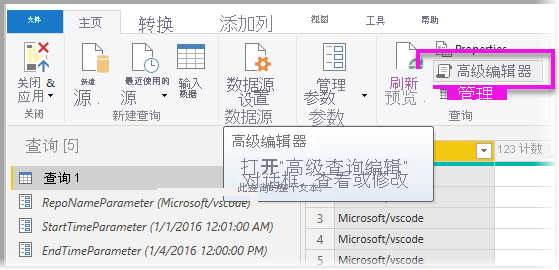 文件 主页 转换 添加列 视图 工具 帮助
关闭 &
应用
关闭
新建
源
最近使用的
源
输入
数据
新建查询
数据源
设置
数据源
管理
参数
参数
刷新
预览
Properties
高级编辑器
管理
查询
查询 [5]
高级编辑器
打开"高级查询编辑"
对话框,查看或修改
此查询的整个文本。
123 计数
查询 1
RepoNameParameter (Microsoft/vscode)
StartTimeParameter (1/1/2016 12:01:00 AM)
EndTimeParameter (1/4/2016 12:00:00 PM)
3 Microsoft/vscode
4 Microsoft/vscode
5 Microsoft/vscode